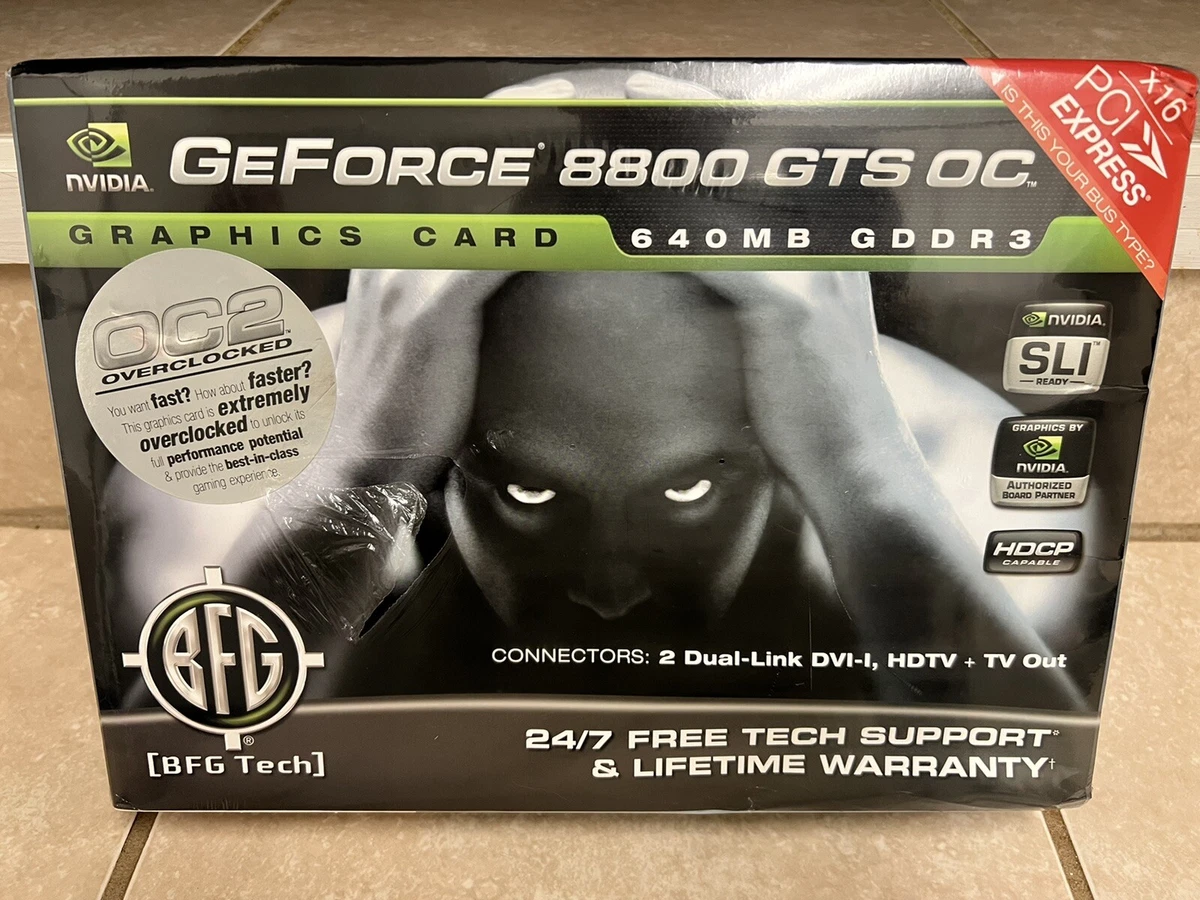 NVIDIA.
GEFORCE® 8800 GTS OC™
X16
PCI
EXPRESS®
IS THIS YOUR BUS TYPE?
GRAPHICS CARD
640MB GDDR3
OC2™
OVERCLOCKED
You want fast? How about faster?
This graphics card is extremely
overclocked to unlock its
full performance potential
& provide the best-in-class
gaming experience.
NVIDIA.
SLI™
READY
GRAPHICS BY
NVIDIA.
AUTHORIZED
BOARD PARTNER
HDCP
CAPABLE
BFG
®
[BFG Tech]
CONNECTORS: 2 Dual-Link DVI-I, HDTV + TV Out
24/7 FREE TECH SUPPORT*
& LIFETIME WARRANTY†